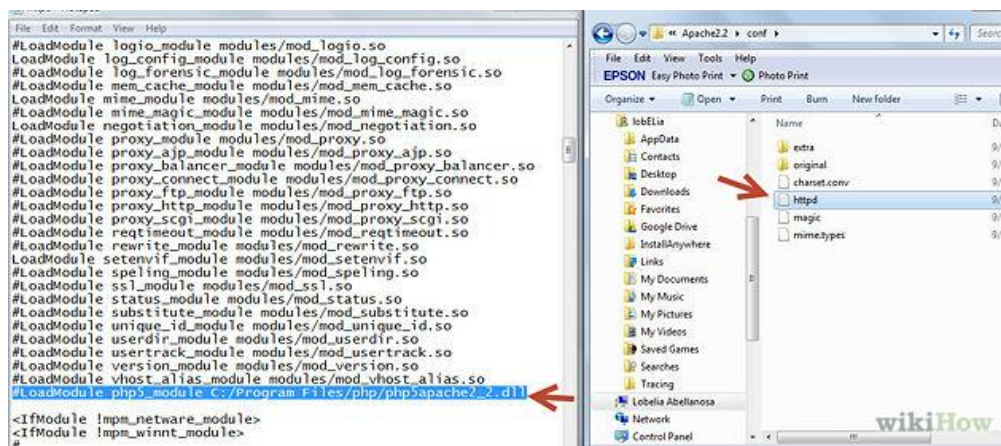 File Edit Format View Help
#LoadModule logio_module modules/mod_logio.so
LoadModule log_config_module modules/mod_log_config.so
#LoadModule log_forensic_module modules/mod_log_forensic.so
#LoadModule mem_cache_module modules/mod_mem_cache.so
LoadModule mime_module modules/mod_mime.so
#LoadModule mime_magic_module modules/mod_mime_magic.so
LoadModule negotiation_module modules/mod_negotiation.so
#LoadModule proxy_module modules/mod_proxy.so
#LoadModule proxy_ajp_module modules/mod_proxy_ajp.so
#LoadModule proxy_balancer_module modules/mod_proxy_balancer.so
#LoadModule proxy_connect_module modules/mod_proxy_connect.so
#LoadModule proxy_ftp_module modules/mod_proxy_ftp.so
#LoadModule proxy_http_module modules/mod_proxy_http.so
#LoadModule proxy_scgi_module modules/mod_proxy_scgi.so
#LoadModule reqtimeout_module modules/mod_reqtimeout.so
#LoadModule rewrite_module modules/mod_rewrite.so
LoadModule setenvif_module modules/mod_setenvif.so
#LoadModule speling_module modules/mod_speling.so
#LoadModule ssl_module modules/mod_ssl.so
#LoadModule status_module modules/mod_status.so
#LoadModule substitute_module modules/mod_substitute.so
#LoadModule unique_id_module modules/mod_unique_id.so
#LoadModule userdir_module modules/mod_userdir.so
#LoadModule usertrack_module modules/mod_usertrack.so
#LoadModule version_module modules/mod_version.so
#LoadModule vhost_alias_module modules/mod_vhost_alias.so
#LoadModule php5_module C:/Program Files/php/php5apache2_2.dll
<IfModule !mpm_netware_module>
<IfModule !mpm_winnt_module>
#
« Apache2.2 conf
File Edit View Tools Help
EPSON Easy Photo Print Photo Print
Organize Open Print Burn New folder
lobELia
AppData
Contacts
Desktop
Downloads
Favorites
Google Drive
InstallAnywhere
Links
My Documents
My Music
My Pictures
My Videos
Saved Games
Searches
Tracing
Lobelia Abellanosa
Network
Control Panel
Name
extra
original
charset.conv
httpd
magic
mime.types
wikiHow